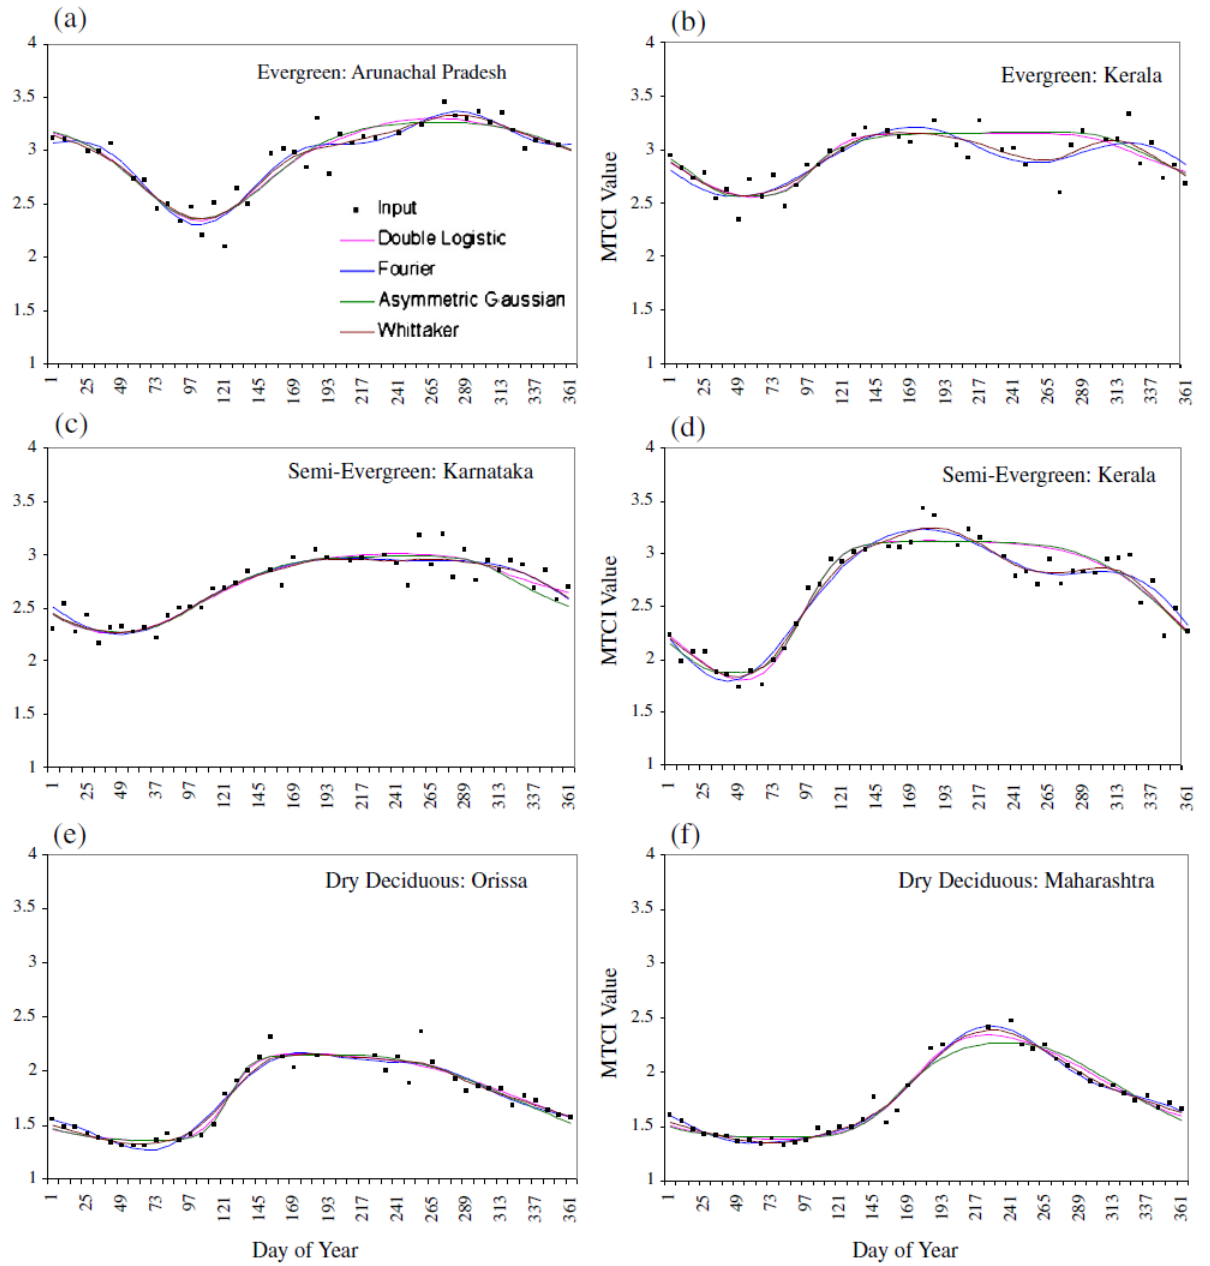 (a)
4
3.5
3
2.5
2
1.5
1
Evergreen: Arunachal Pradesh
Input
Double Logistic
Fourier
Asymmetric Gaussian
Whittaker
1 25 49 73 97 121 145 169 193 217 241 265 289 313 337 361
(b)
4
3.5
3
2.5
2
1.5
1
MTCI Value
Evergreen: Kerala
1 25 49 73 97 121 145 169 193 217 241 265 289 313 337 361
(c)
4
3.5
3
2.5
2
1.5
1
Semi-Evergreen: Karnataka
1 25 49 37 97 121 145 169 193 217 241 265 289 313 337 361
(d)
4
3.5
3
2.5
2
1.5
1
MTCI Value
Semi-Evergreen: Kerala
1 25 49 73 97 121 145 169 193 217 241 265 289 313 337 361
(e)
4
3.5
3
2.5
2
1.5
1
Dry Deciduous: Orissa
1 25 49 73 97 121 145 169 193 217 241 265 289 313 337 361
Day of Year
(f)
4
3.5
3
2.5
2
1.5
1
MTCI Value
Dry Deciduous: Maharashtra
1 25 49 73 97 121 145 169 193 217 241 265 289 313 337 361
Day of Year